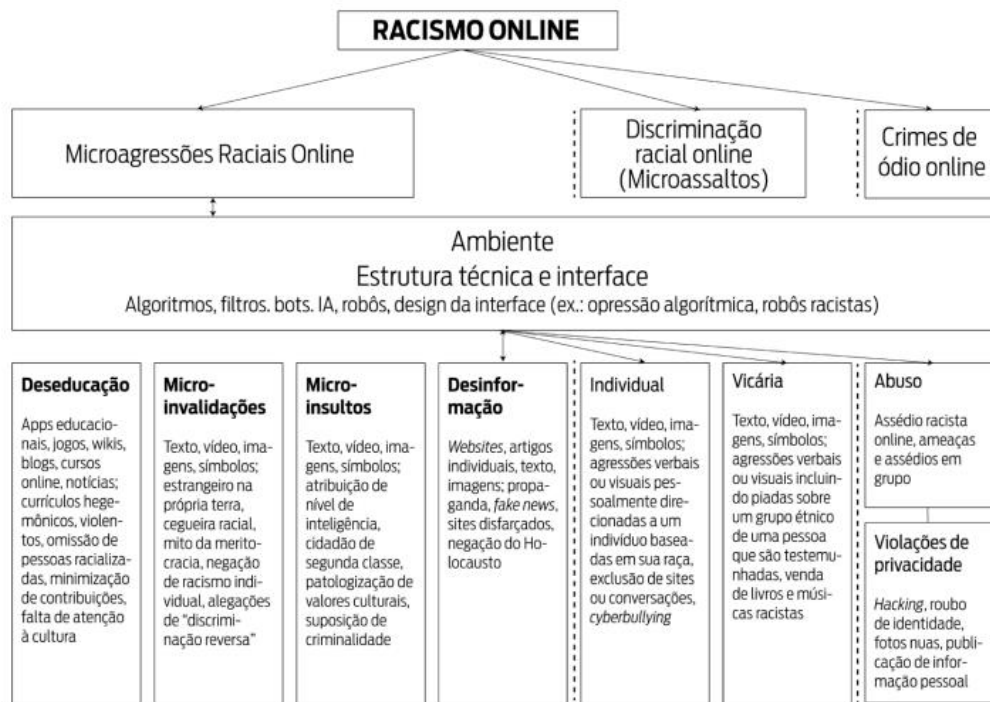 RACISMO ONLINE
Microagressões Raciais Online
Discriminação
racial online
(Microassaltos)
Crimes de
ódio online
Ambiente
Estrutura técnica e interface
Algoritmos, filtros. bots. IA, robôs, design da interface (ex.: opressão algorítmica, robôs racistas)
Deseducação
Apps educacio-
nais, jogos, wikis,
blogs, cursos
online, notícias;
currículos hege-
mônicos, violen-
tos, omissão de
pessoas racializa-
das, minimização
de contribuições,
falta de atenção
à cultura
Micro-
invalidações
Texto, vídeo, ima-
gens, símbolos;
estrangeiro na
própria terra,
cegueira racial,
mito da merito-
cracia, negação
de racismo indi-
vidual, alegações
de “discrimi-
nação reversa”
Micro-
insultos
Texto, vídeo, ima-
gens, símbolos;
atribuição de
nível de
inteligência,
cidadão de
segunda classe,
patologização de
valores culturais,
suposição de
criminalidade
Desinfor-
mação
Websites, artigos
individuais, texto,
imagens; propa-
ganda, fake news,
sites disfarçados,
negação do Ho-
locausto
Individual
Texto, vídeo, ima-
gens, símbolos;
agressões verbais
ou visuais pes-
soalmente dire-
cionadas a um
indivíduo basea-
das em sua raça,
exclusão de sites
ou conversações,
cyberbullying
Vicária
Texto, vídeo, ima-
gens, símbolos;
agressões verbais
ou visuais incluin-
do piadas sobre
um grupo étnico
de uma pessoa
que são testemu-
nhadas, venda
de livros e músi-
cas racistas
Abuso
Assédio racista
online, ameaças
e assédios em
grupo
Violações de
privacidade
Hacking, roubo
de identidade,
fotos nuas, publi-
cação de infor-
mação pessoal